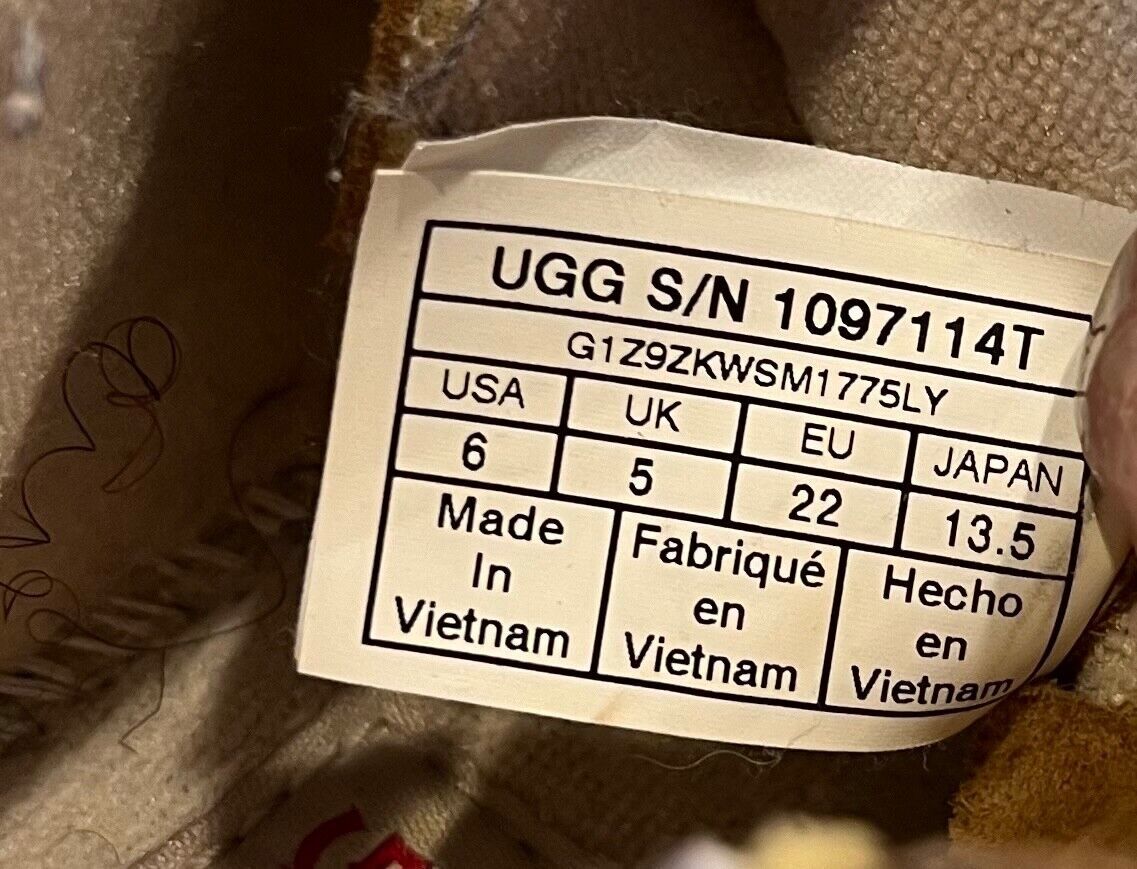 UGG S/N 1097114T
G1Z9ZKWSM1775LY
USA UK EU JAPAN
6 5 22 13.5
Made
In
Vietnam
Fabriqué
en
Vietnam
Hecho
en
Vietnam